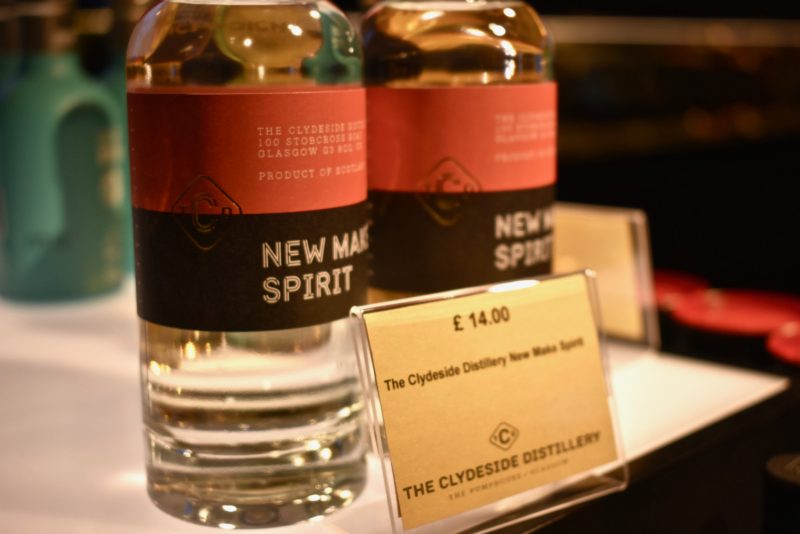 THE CLYDESIDE
100 STOBCROSS
GLASGOW G3
PRODUCT OF SCOTLAND
C
NEW MAKE
SPIRIT
NEW
SPIRIT
£ 14.00
The Clydeside Distillery New Make Spirit
C
THE CLYDESIDE DISTILLERY
THE PUMPHOUSE GLASGOW